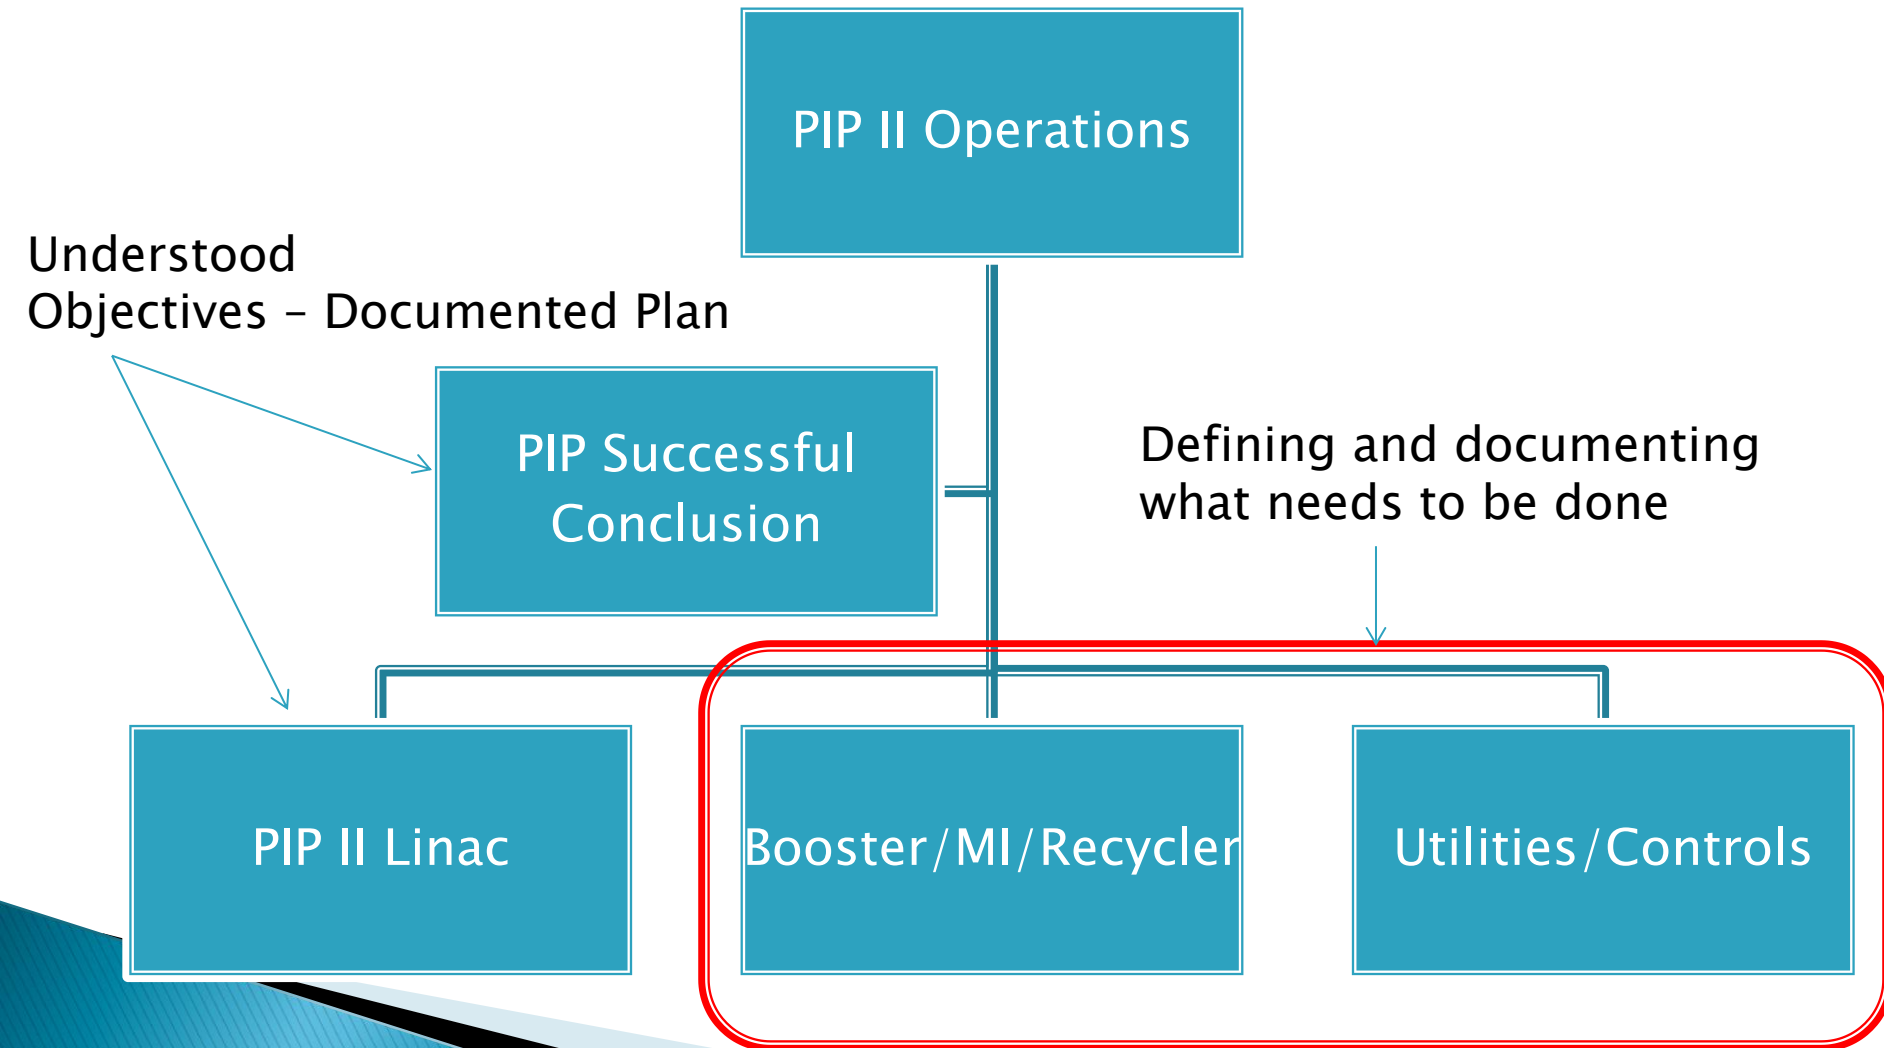 PIP II Operations
Understood
Objectives – Documented Plan
PIP Successful
Conclusion
Defining and documenting
what needs to be done
PIP II Linac
Booster/MI/Recycler
Utilities/Controls